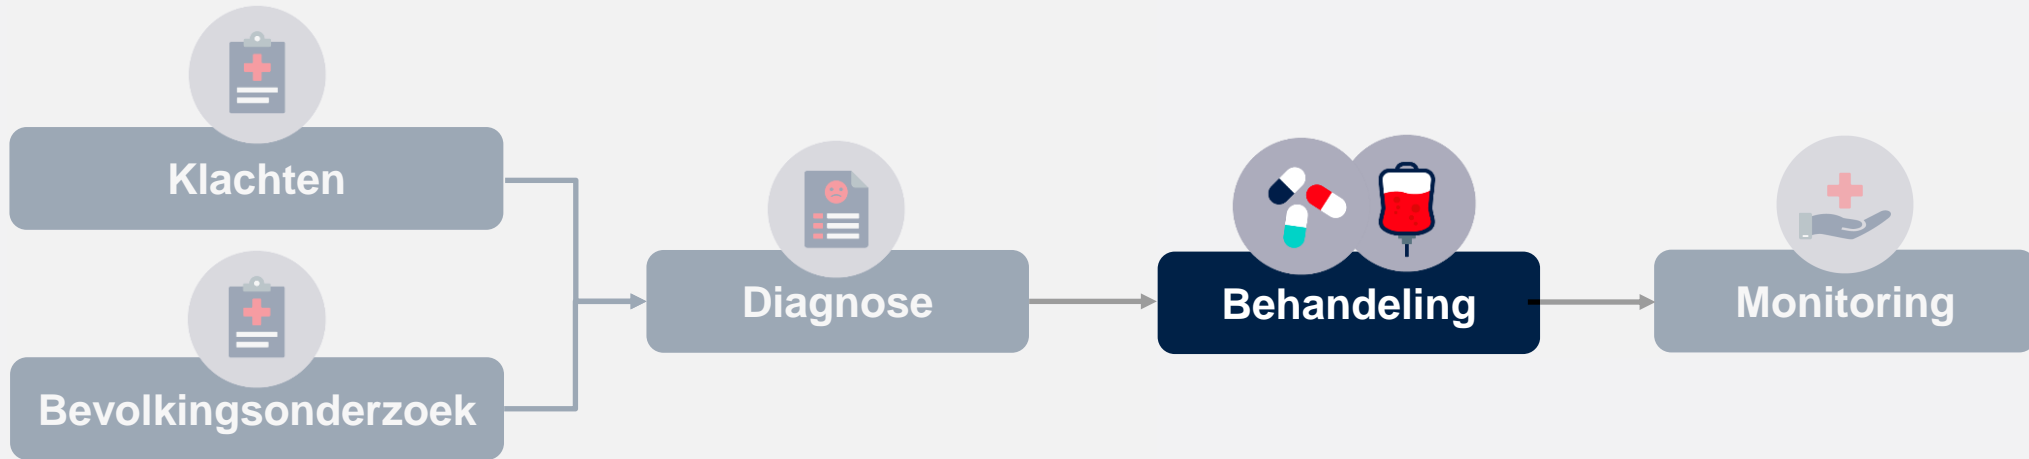 Klachten
Bevolkingsonderzoek
Diagnose
Behandeling
Monitoring